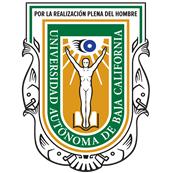 POR LA REALIZACIÓN PLENA DEL HOMBRE
UNIVERSIDAD AUTÓNOMA DE BAJA CALIFORNIA